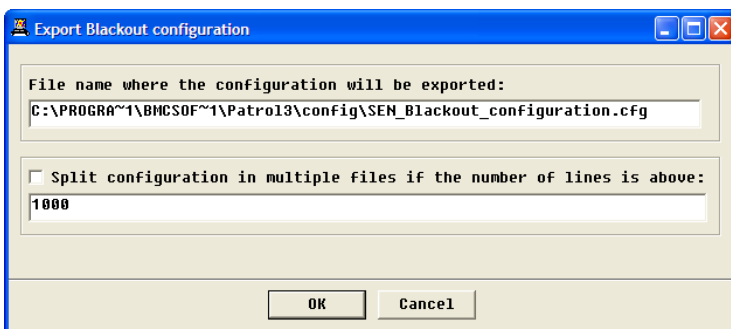 Export Blackout configuration
File name where the configuration will be exported:
C:\PROGRA~1\BMCSOF~1\Patrol3\config\SEN_Blackout_configuration.cfg
Split configuration in multiple files if the number of lines is above:
1000
OK Cancel